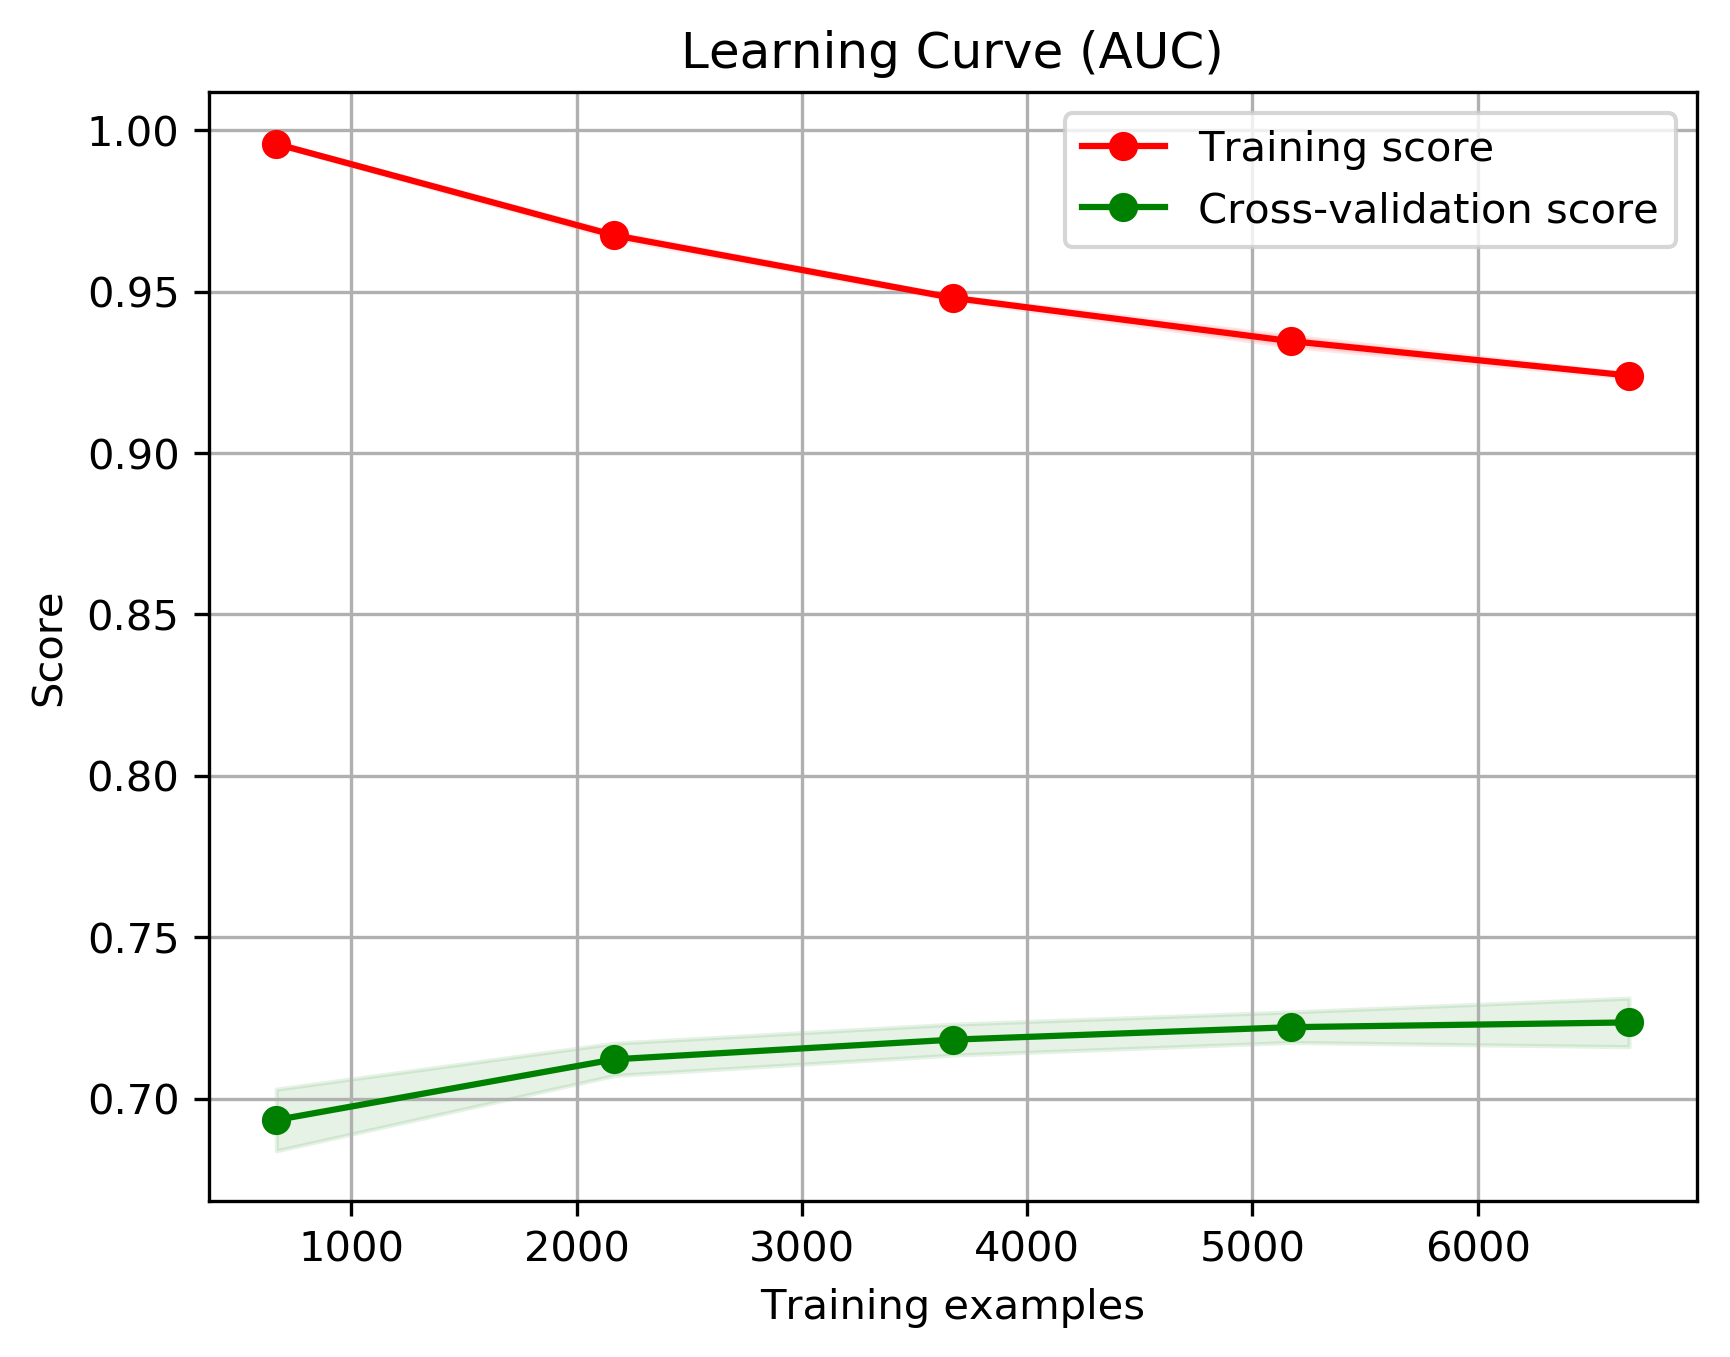 Learning Curve (AUC)
Training score
Cross-validation score
1.00
0.95
0.90
0.85
0.80
0.75
0.70
Score
1000 2000 3000 4000 5000 6000
Training examples